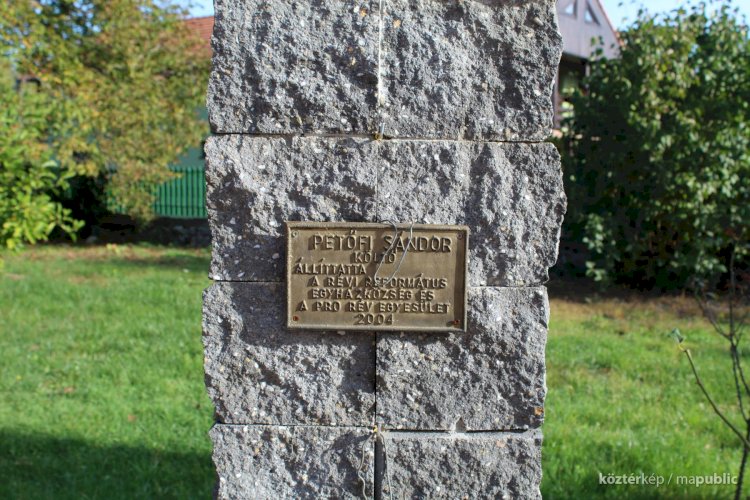 PETŐFI SÁNDOR
KÖLTŐ
ÁLLÍTTATTA
A RÉVI REFORMÁTUS
EGYHÁZKÖZSÉG ÉS
A PRO RÉV EGYESÜLET
2004
köztérkép / mapublic